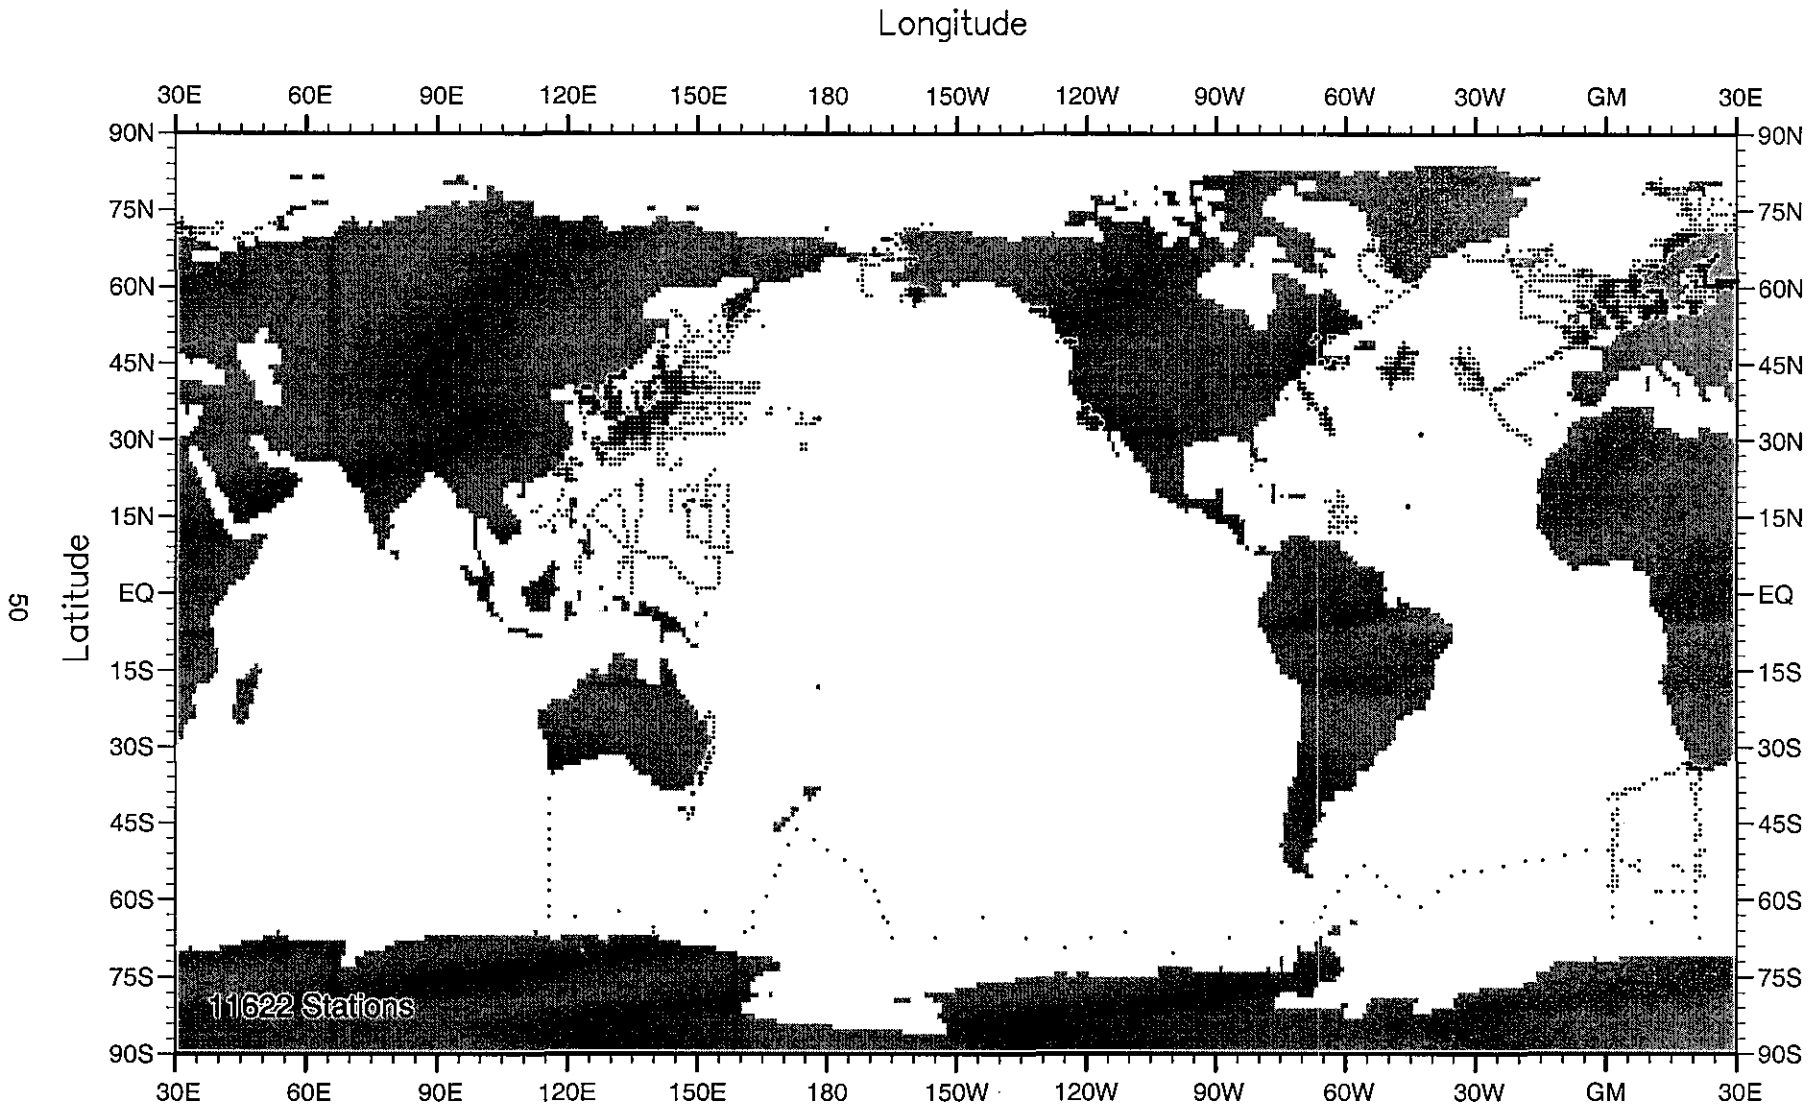 Longitude
30E 60E 90E 120E 150E 180 150W 120W 90W 60W 30W GM 30E
90N 90N
75N 75N
60N 60N
45N 45N
30N 30N
15N 15N
EQ EQ
15S 15S
30S 30S
45S 45S
60S 60S
75S 75S
90S 90S
Latitude
50
11622 Stations
30E 60E 90E 120E 150E 180 150W 120W 90W 60W 30W GM 30E